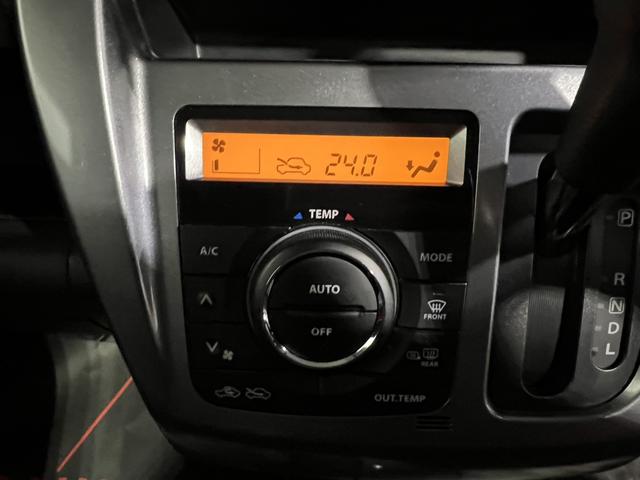 24.0
TEMP
A/C
MODE
AUTO
OFF
FRONT
REAR
OUT.TEMP
P
R
N
D
L